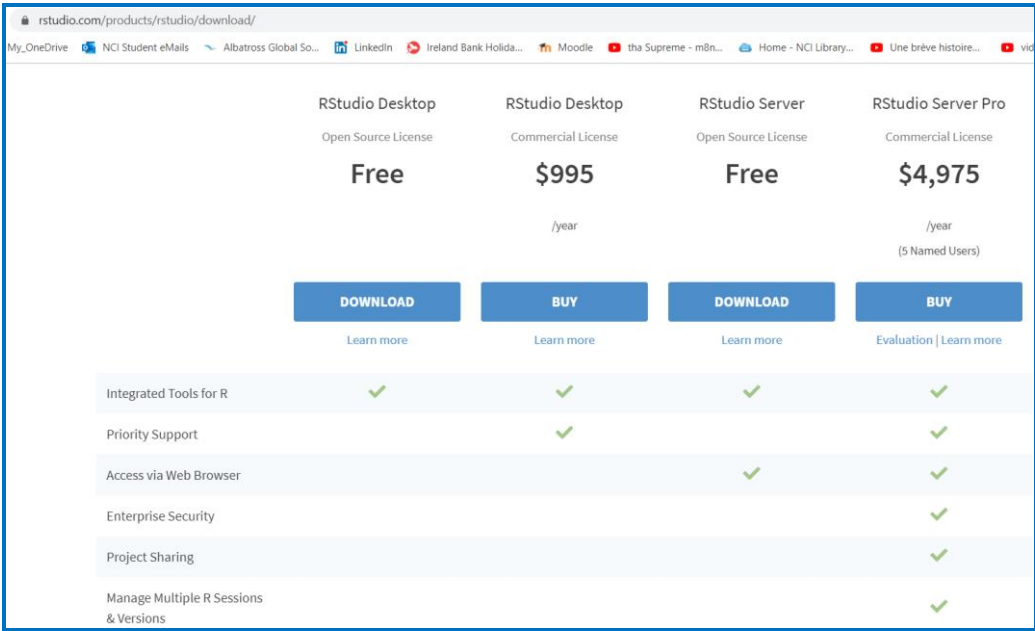 rstudio.com/products/rstudio/download/
My_OneDrive NCI Student eMails Albatross Global So... LinkedIn Ireland Bank Holida... Moodle tha Supreme - m8n... Home - NCI Library... Une brève histoire... vid
RStudio Desktop RStudio Desktop RStudio Server RStudio Server Pro
Open Source License Commercial License Open Source License Commercial License
Free $995 Free $4,975
/year /year
(5 Named Users)
DOWNLOAD BUY DOWNLOAD BUY
Learn more Learn more Learn more Evaluation | Learn more
Integrated Tools for R
Priority Support
Access via Web Browser
Enterprise Security
Project Sharing
Manage Multiple R Sessions
& Versions